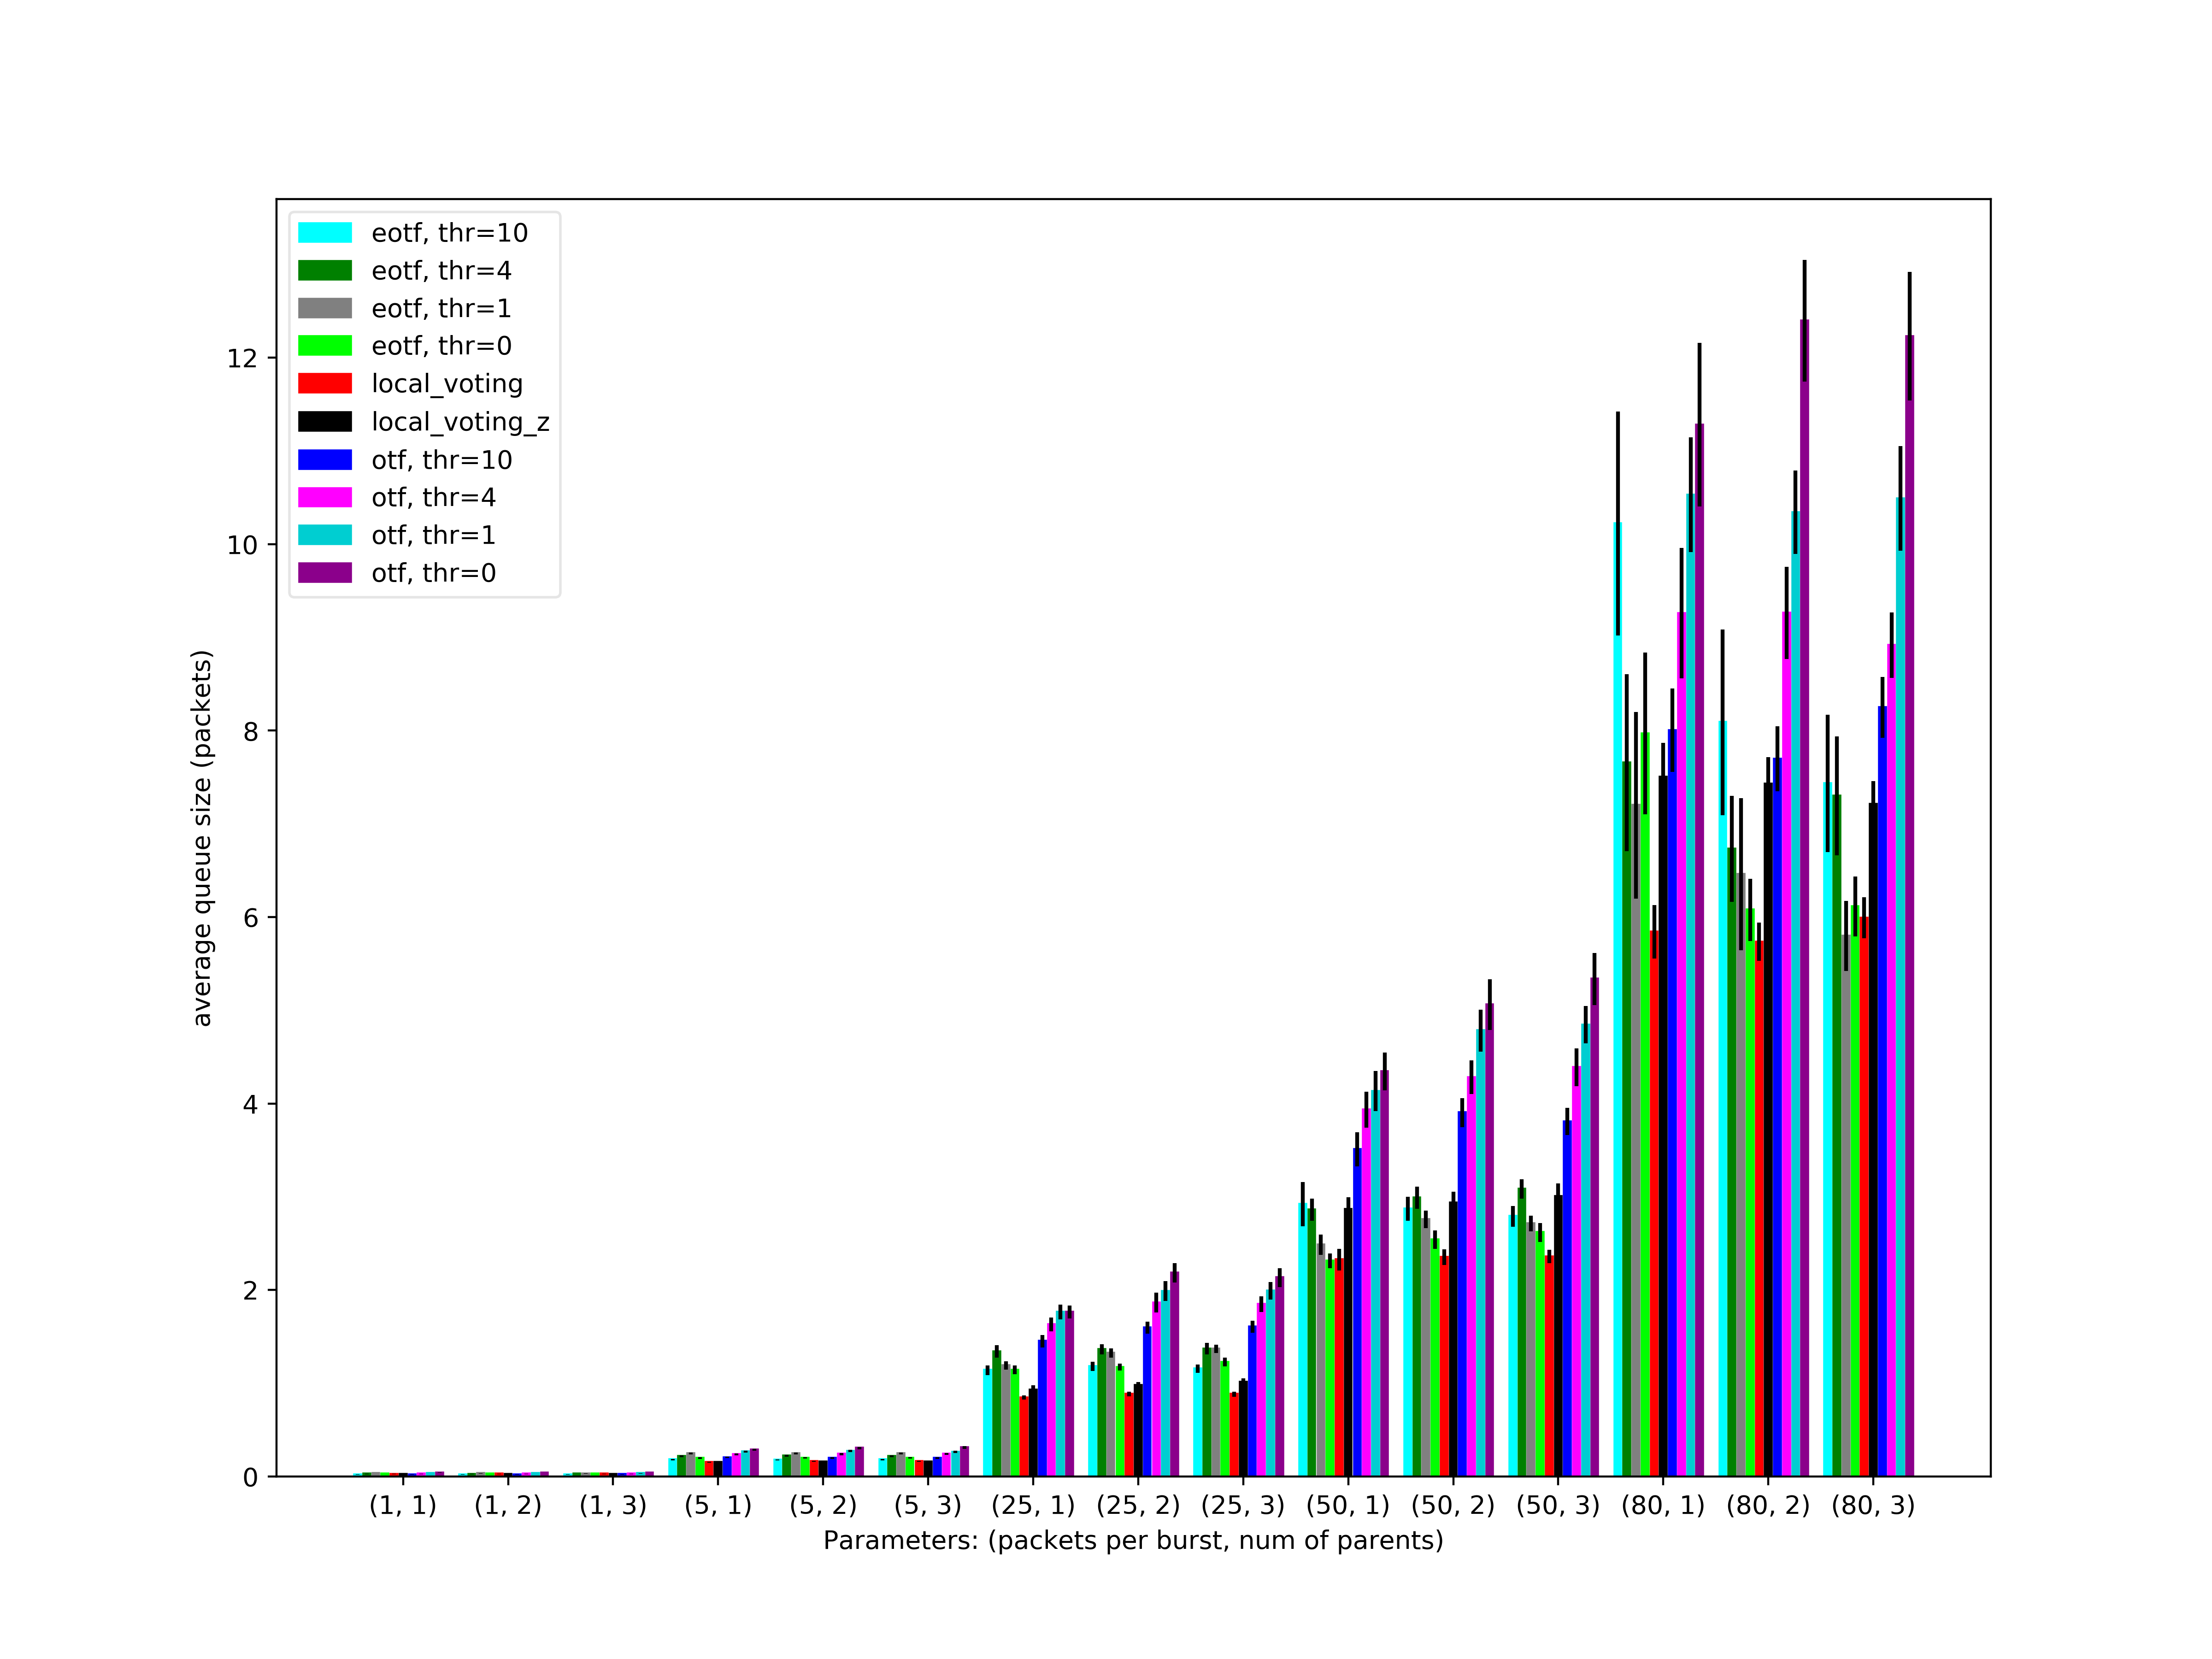 eotf, thr=10
eotf, thr=4
eotf, thr=1
eotf, thr=0
local_voting
local_voting_z
otf, thr=10
otf, thr=4
otf, thr=1
otf, thr=0
average queue size (packets)
12
10
8
6
4
2
0
(1, 1) (1, 2) (1, 3) (5, 1) (5, 2) (5, 3) (25, 1) (25, 2) (25, 3) (50, 1) (50, 2) (50, 3) (80, 1) (80, 2) (80, 3)
Parameters: (packets per burst, num of parents)